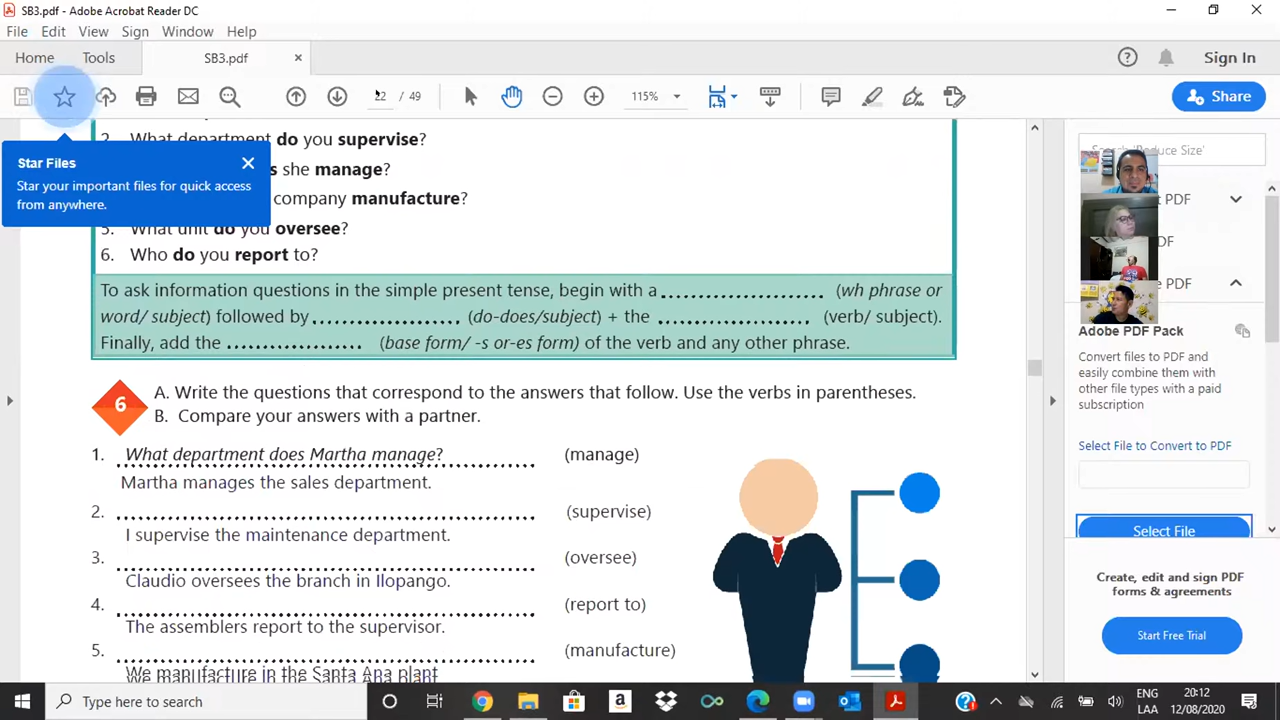 SB3.pdf - Adobe Acrobat Reader DC
File Edit View Sign Window Help
Home Tools SB3.pdf × Sign In
22 / 49 115% Share
2. What department do you supervise?
Star Files
Star your important files for quick access
from anywhere.
she manage?
company manufacture?
5. What unit do you oversee?
6. Who do you report to?
To ask information questions in the simple present tense, begin with a ............................ (wh phrase or
word/ subject) followed by ......................... (do-does/subject) + the .......................... (verb/ subject).
Finally, add the ....................... (base form/ -s or-es form) of the verb and any other phrase.
6 A. Write the questions that correspond to the answers that follow. Use the verbs in parentheses.
B. Compare your answers with a partner.
1. What department does Martha manage? (manage)
Martha manages the sales department.
2. (supervise)
I supervise the maintenance department.
3. (oversee)
Claudio oversees the branch in Ilopango.
4. (report to)
The assemblers report to the supervisor.
5. (manufacture)
We manufacture in the Santa Ana plant
Search 'Reduce Size'
PDF
DF
PDF
Adobe PDF Pack
Convert files to PDF and
easily combine them with
other file types with a paid
subscription
Select File to Convert to PDF
Select File
Create, edit and sign PDF
forms & agreements
Start Free Trial
Type here to search
ENG
LAA
20:12
12/08/2020